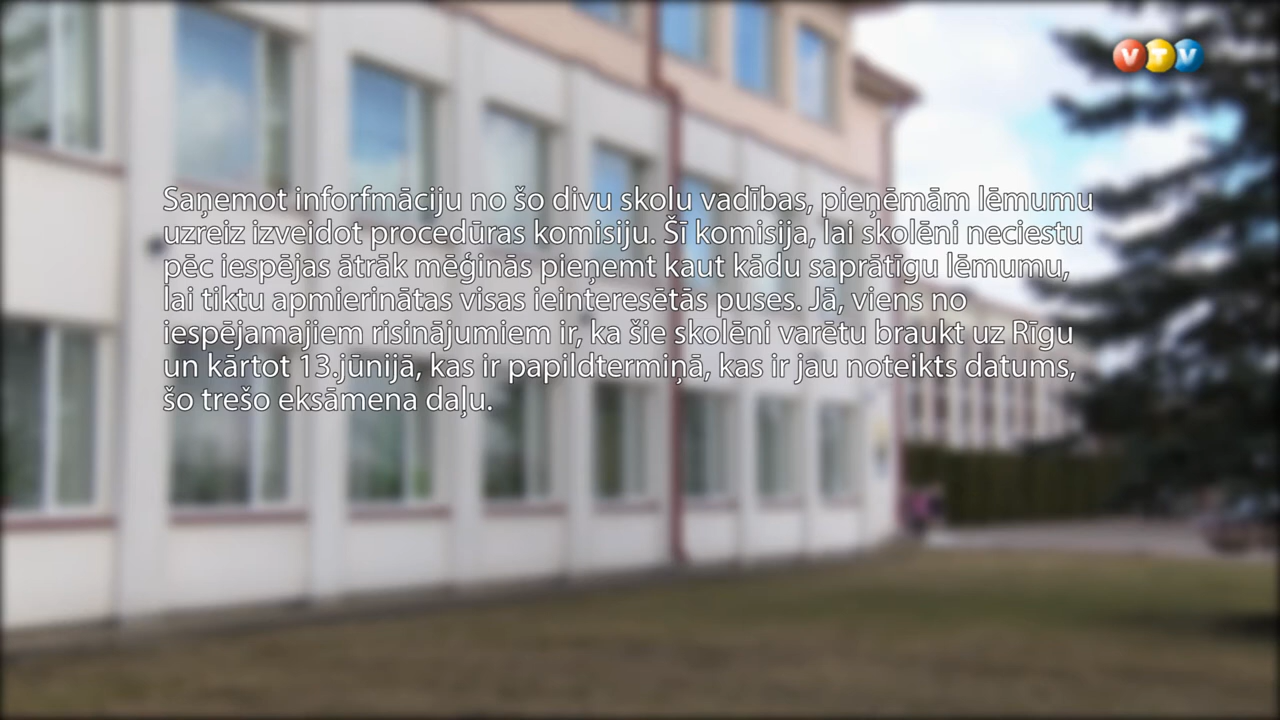 VTV
Saņemot inforfmāciju no šo divu skolu vadības, pieņēmām lēmumu
uzreiz izveidot procedūras komisiju. Šī komisija, lai skolēni neciestu
pēc iespējas ātrāk mēģinās pieņemt kaut kādu saprātīgu lēmumu,
lai tiktu apmierinātas visas ieinteresētās puses. Jā, viens no
iespējamajiem risinājumiem ir, ka šie skolēni varētu braukt uz Rīgu
un kārtot 13.jūnijā, kas ir papildtermiņā, kas ir jau noteikts datums,
šo trešo eksāmena daļu.